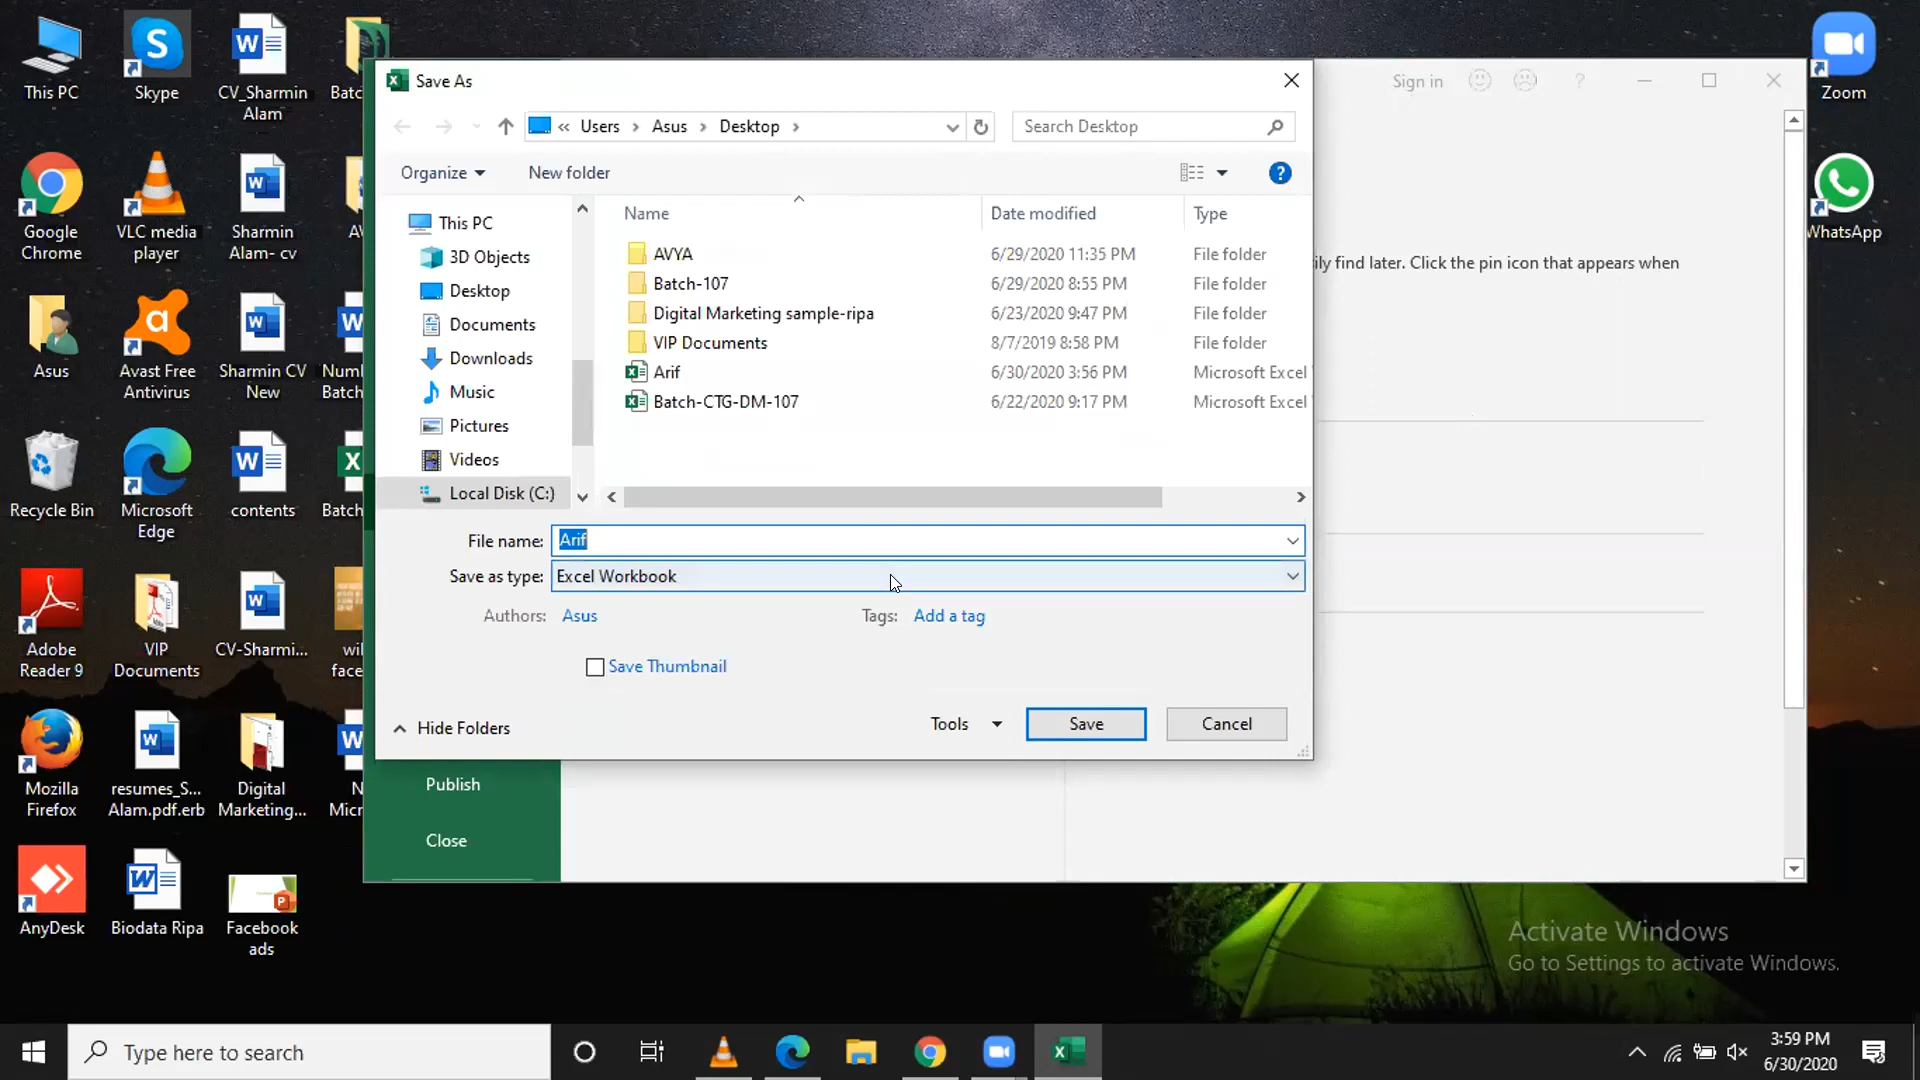 This PC
Skype
CV_Sharmin
Alam
Batc
Google
Chrome
VLC media
player
Sharmin
Alam- cv
AV
Asus
Avast Free
Antivirus
Sharmin CV
New
Num
Batch
Recycle Bin
Microsoft
Edge
contents
Batch
Adobe
Reader 9
VIP
Documents
CV-Sharmi...
wil
face
Mozilla
Firefox
resumes_S...
Alam.pdf.erb
Digital
Marketing...
N
Micr
AnyDesk
Biodata Ripa
Facebook
ads
Zoom
WhatsApp
Save As
« Users > Asus > Desktop >
Search Desktop
Organize
New folder
This PC
3D Objects
Desktop
Documents
Downloads
Music
Pictures
Videos
Local Disk (C:)
Name Date modified Type
AVYA 6/29/2020 11:35 PM File folder
Batch-107 6/29/2020 8:55 PM File folder
Digital Marketing sample-ripa 6/23/2020 9:47 PM File folder
VIP Documents 8/7/2019 8:58 PM File folder
Arif 6/30/2020 3:56 PM Microsoft Excel
Batch-CTG-DM-107 6/22/2020 9:17 PM Microsoft Excel
File name: Arif
Save as type: Excel Workbook
Authors: Asus Tags: Add a tag
Save Thumbnail
Hide Folders
Tools
Save
Cancel
Sign in
?
ily find later. Click the pin icon that appears when
Publish
Close
Activate Windows
Go to Settings to activate Windows.
Type here to search
3:59 PM
6/30/2020